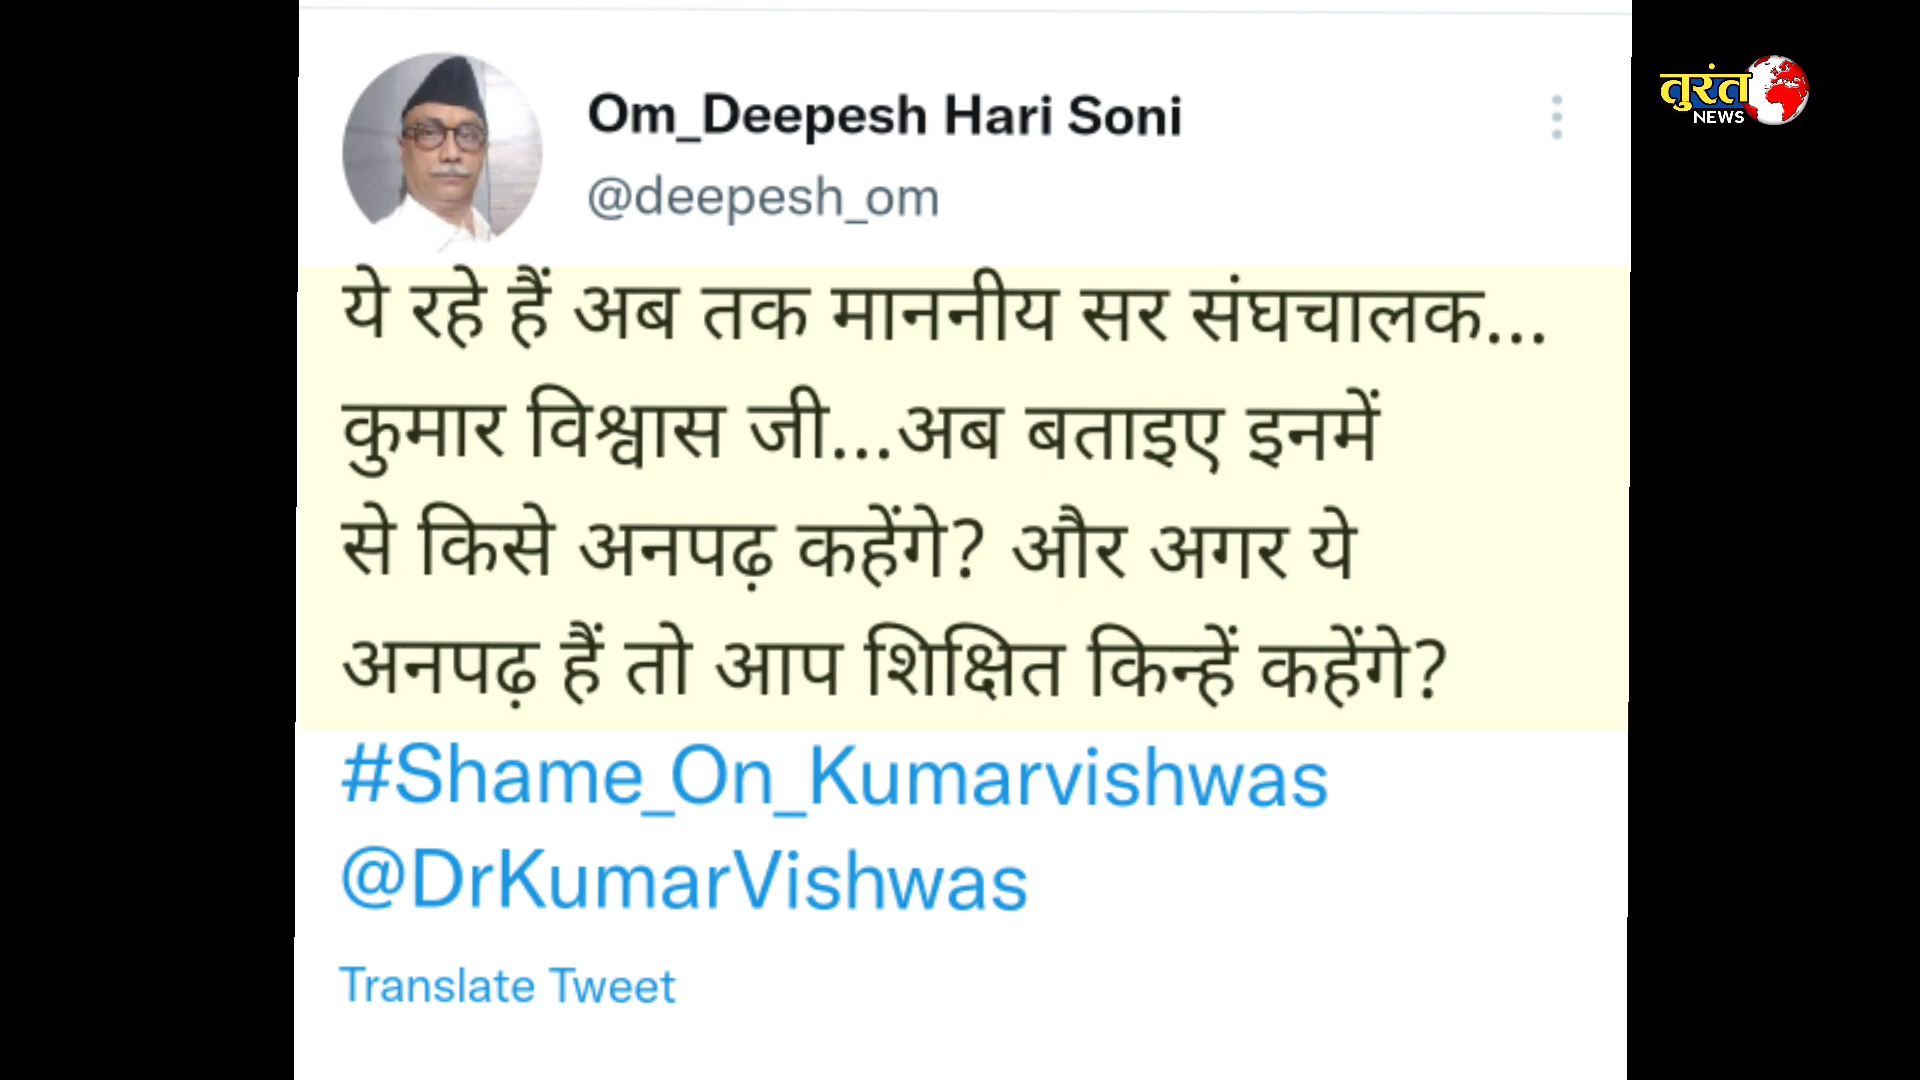 Om_Deepesh Hari Soni
@deepesh_om
ये रहे हैं अब तक माननीय सर संघचालक...
कुमार विश्वास जी...अब बताइए इनमें
से किसे अनपढ़ कहेंगे? और अगर ये
अनपढ़ हैं तो आप शिक्षित किन्हें कहेंगे?
#Shame_On_Kumarvishwas
@DrKumarVishwas
Translate Tweet
तुरंत
NEWS